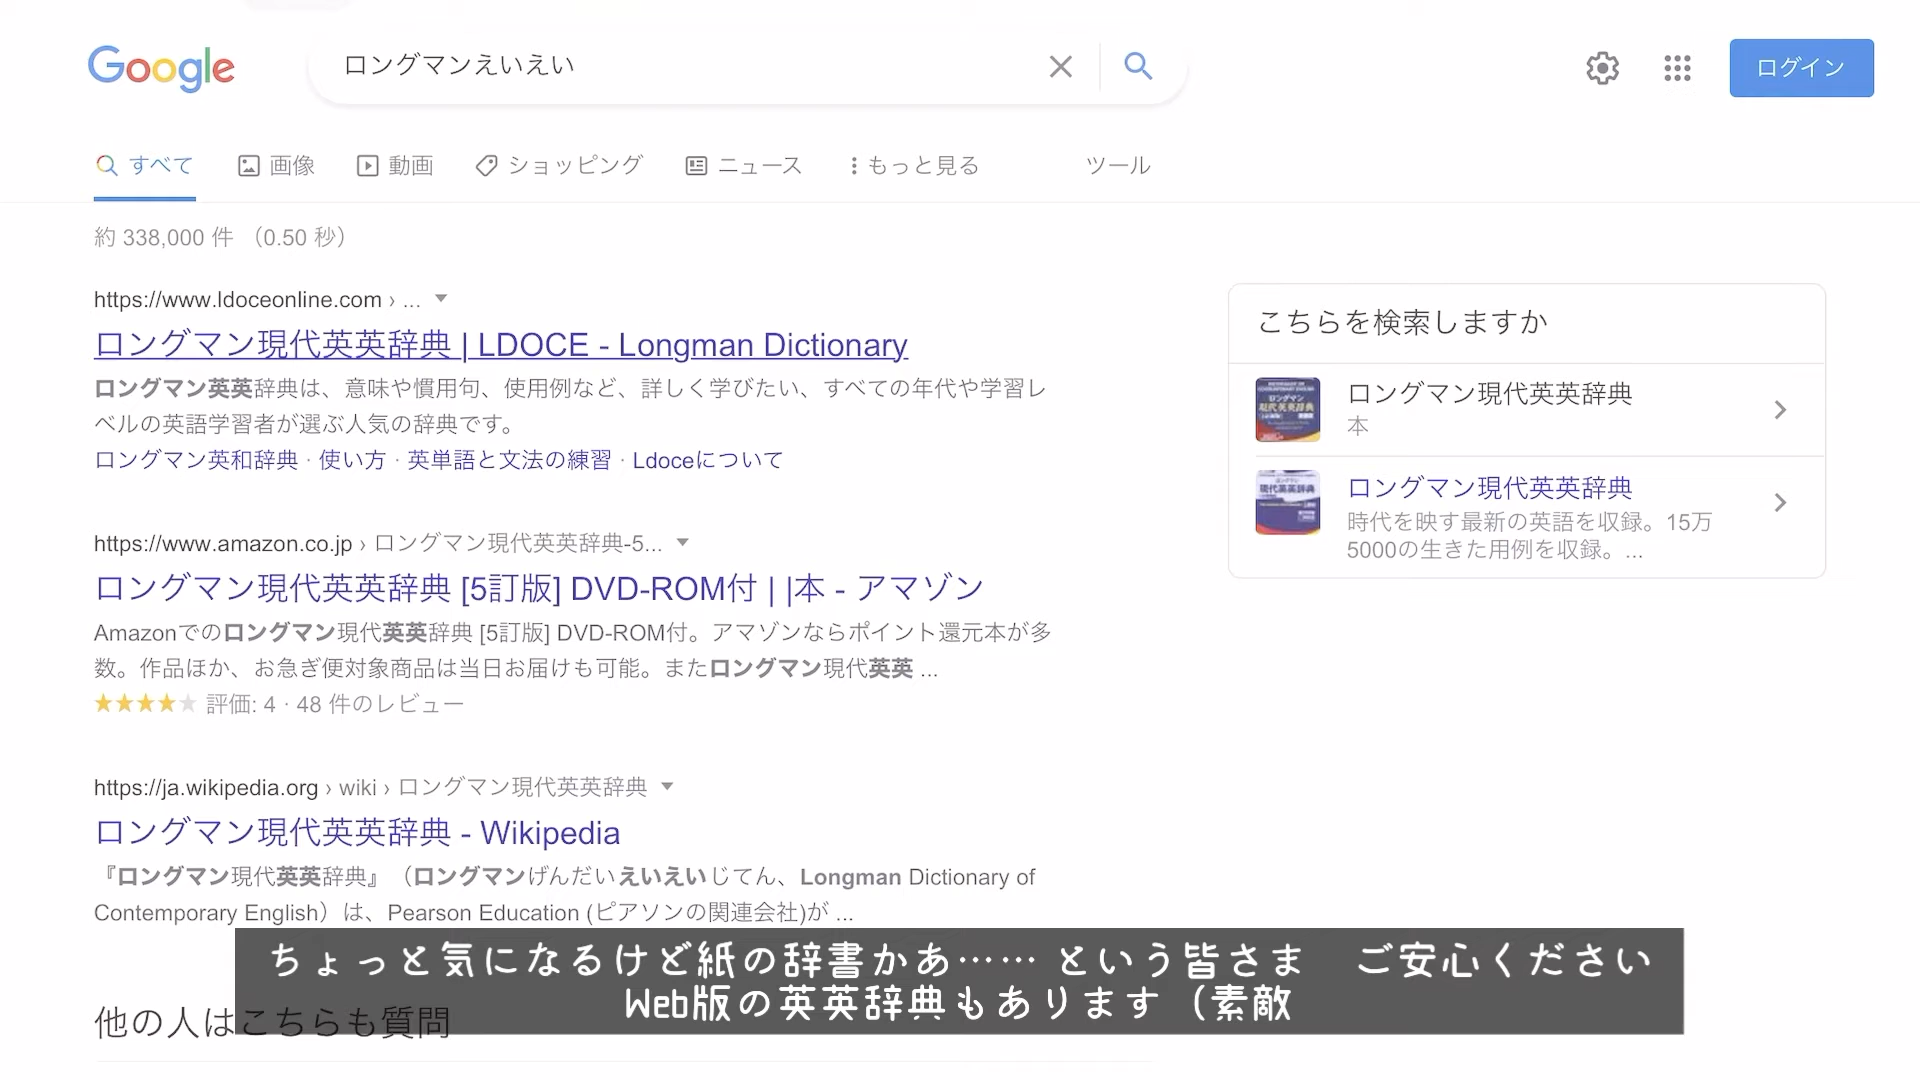 Google
ロングマンえいえい
ログイン
すべて
画像
動画
ショッピング
ニュース
もっと見る
ツール
約 338,000 件 （0.50 秒）
https://www.ldoceonline.com › ...
ロングマン現代英英辞典 | LDOCE - Longman Dictionary
ロングマン英英辞典は、意味や慣用句、使用例など、詳しく学びたい、すべての年代や学習レ
ベルの英語学習者が選ぶ人気の辞典です。
ロングマン英和辞典 · 使い方 · 英単語と文法の練習 · Ldoceについて
https://www.amazon.co.jp › ロングマン現代英英辞典-5...
ロングマン現代英英辞典 [5訂版] DVD-ROM付 | |本 - アマゾン
Amazonでのロングマン現代英英辞典 [5訂版] DVD-ROM付。アマゾンならポイント還元本が多
数。作品ほか、お急ぎ便対象商品は当日お届けも可能。またロングマン現代英英 ...
評価: 4 · 48 件のレビュー
https://ja.wikipedia.org › wiki › ロングマン現代英英辞典
ロングマン現代英英辞典 - Wikipedia
『ロングマン現代英英辞典』（ロングマンげんだいえいえいじてん、Longman Dictionary of
Contemporary English）は、Pearson Education (ピアソンの関連会社)が ...
他の人はこちらも質問
こちらを検索しますか
ロングマン現代英英辞典
本
ロングマン現代英英辞典
時代を映す最新の英語を収録。15万
5000の生きた用例を収録。...
ちょっと気になるけど紙の辞書かあ…… という皆さま　ご安心ください
Web版の英英辞典もあります（素敵